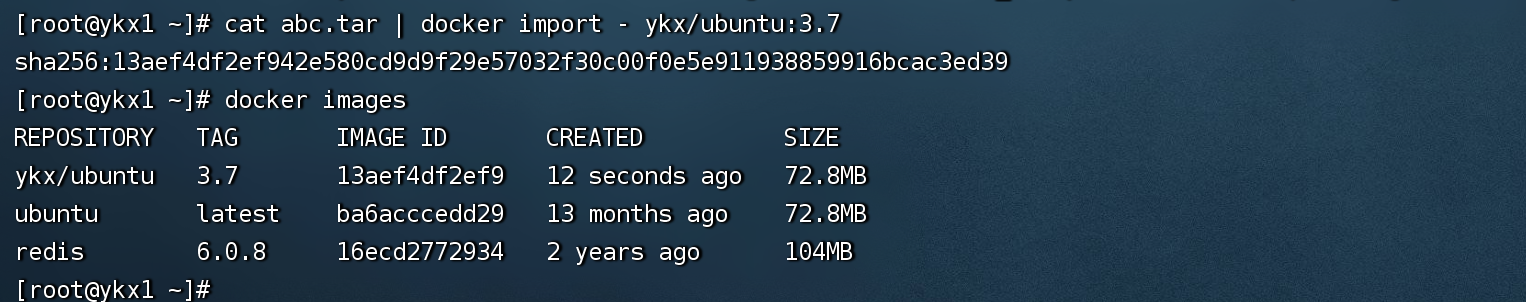 [root@ykx1 ~]# cat abc.tar | docker import - ykx/ubuntu:3.7
sha256:13aef4df2ef942e580cd9d9f29e57032f30c00f0e5e911938859916bcac3ed39
[root@ykx1 ~]# docker images
REPOSITORY   TAG       IMAGE ID       CREATED          SIZE
ykx/ubuntu   3.7       13aef4df2ef9   12 seconds ago   72.8MB
ubuntu       latest    ba6acccedd29   13 months ago    72.8MB
redis        6.0.8     16ecd2772934   2 years ago      104MB
[root@ykx1 ~]#